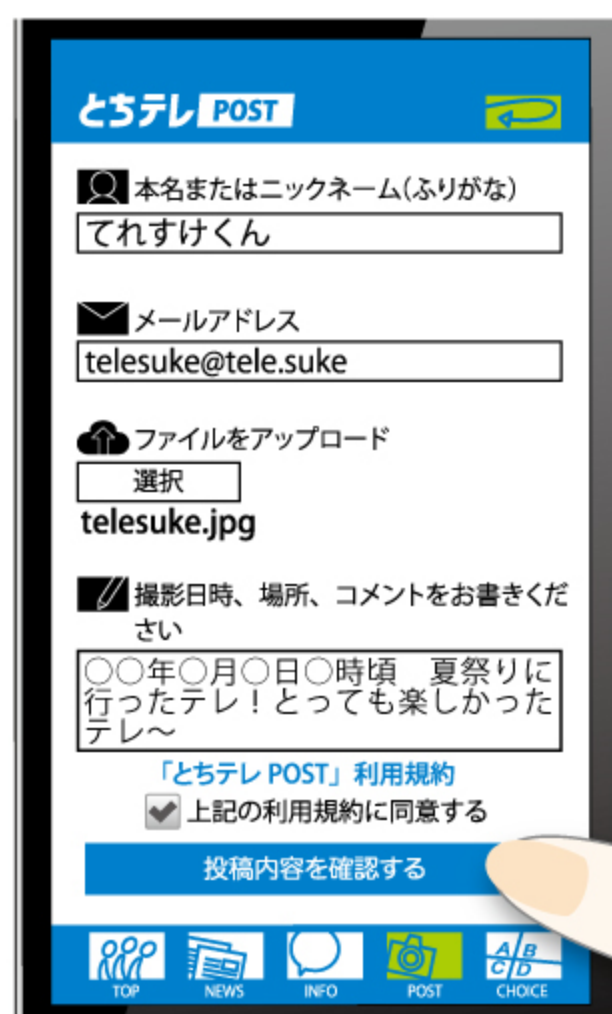 とちテレ POST
本名またはニックネーム(ふりがな)
てれすけくん
メールアドレス
telesuke@tele.suke
ファイルをアップロード
選択
telesuke.jpg
撮影日時、場所、コメントをお書きくだ
さい
○○年○月○日○時頃　夏祭りに
行ったテレ！とっても楽しかった
テレ～
「とちテレ POST」利用規約
上記の利用規約に同意する
投稿内容を確認する
A B
C D
TOP NEWS INFO POST CHOICE